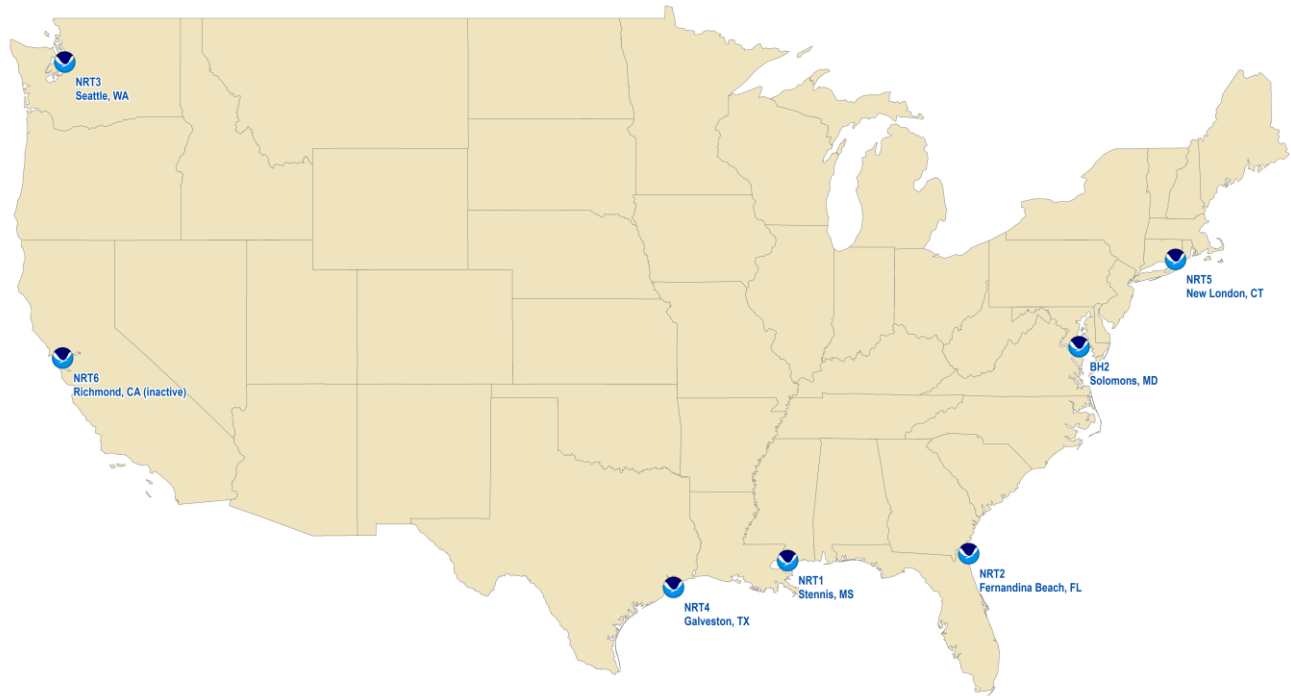 NRT3
Seattle, WA
NRT5
New London, CT
BH2
Solomons, MD
NRT6
Richmond, CA (inactive)
NRT2
Fernandina Beach, FL
NRT1
Stennis, MS
NRT4
Galveston, TX